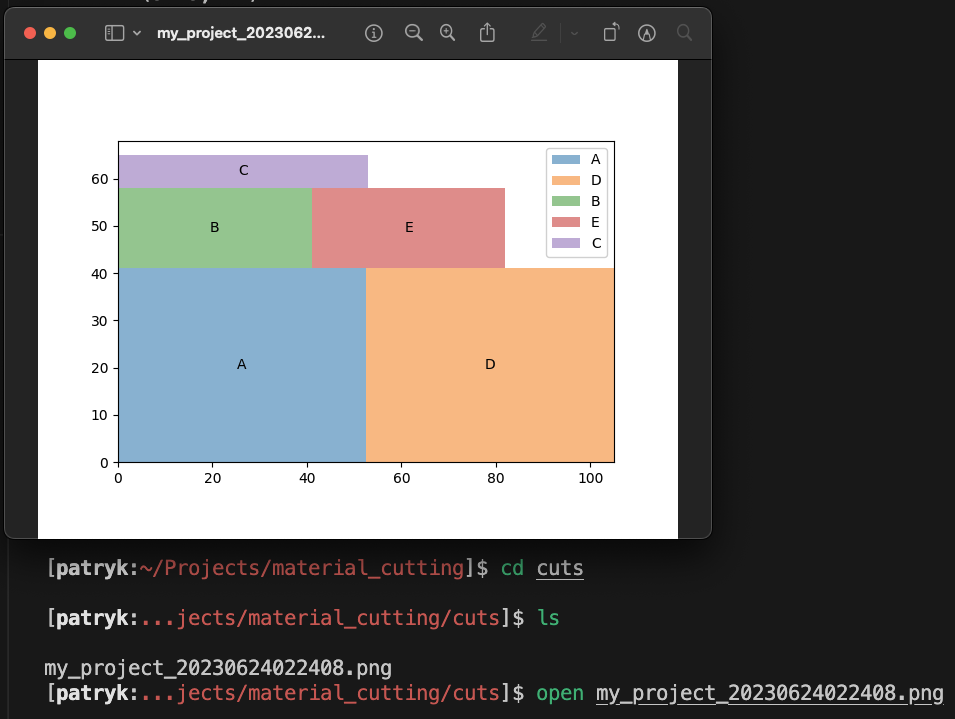 my_project_2023062...
C
A
D
B
E
C
60
50
40
30
20
10
0
B
E
A
D
0
20
40
60
80
100
[patryk:~/Projects/material_cutting]$ cd cuts
[patryk:...jects/material_cutting/cuts]$ ls
my_project_20230624022408.png
[patryk:...jects/material_cutting/cuts]$ open my_project_20230624022408.png